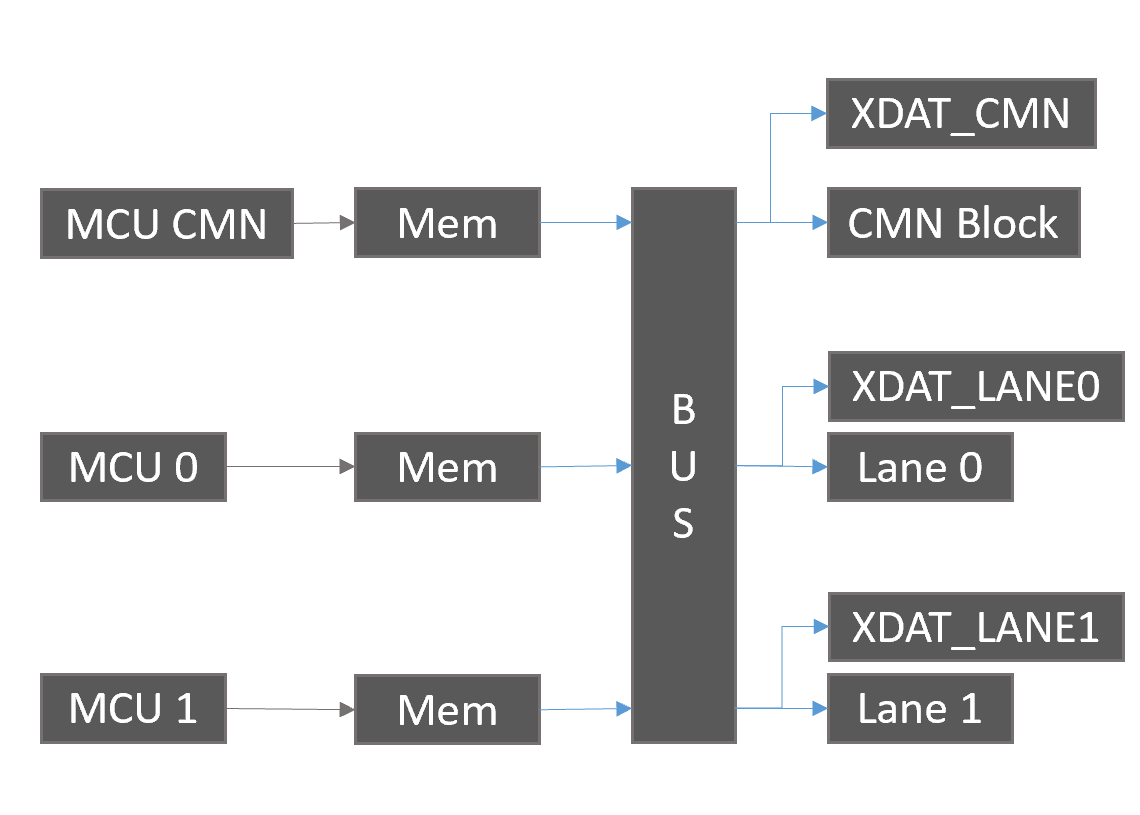 XDAT_CMN
MCU CMN
Mem
CMN Block
XDAT_LANE0
B
U
S
MCU 0
Mem
Lane 0
XDAT_LANE1
MCU 1
Mem
Lane 1